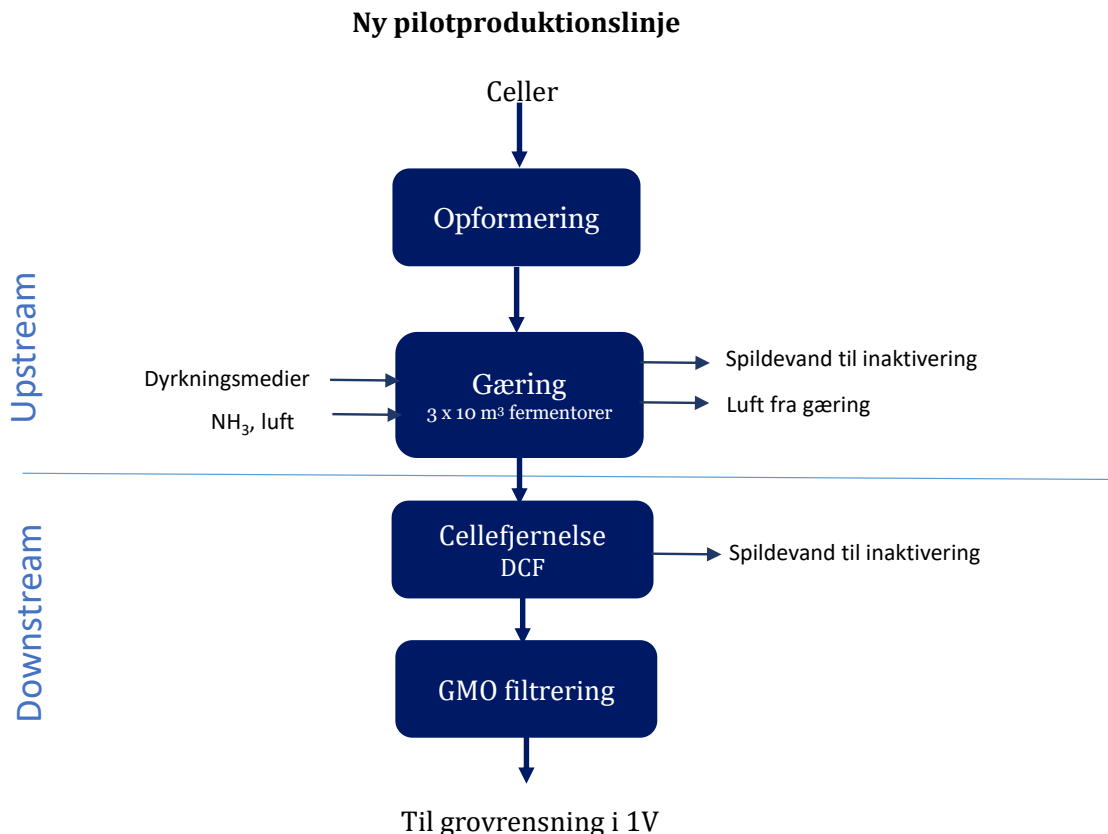 Ny pilotproduktionslinje
Celler
Opformering
Upstream
Dyrkningsmedier
NH₃, luft
Gæring
3 x 10 m³ fermentorer
Spildevand til inaktivering
Luft fra gæring
Downstream
Cellefjernelse
DCF
Spildevand til inaktivering
GMO filtrering
Til grovrensning i 1V